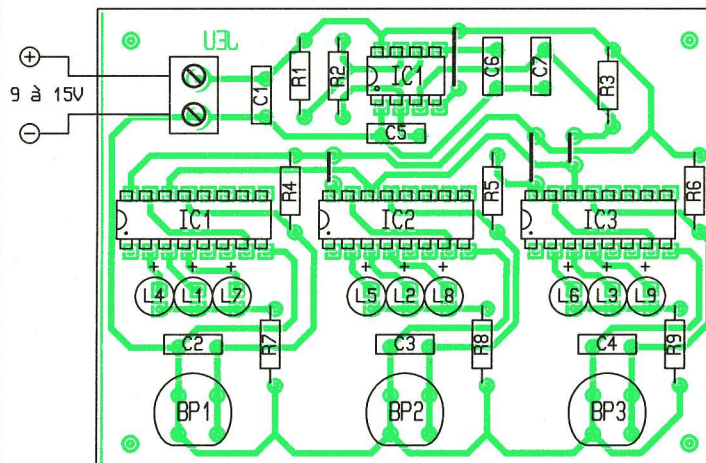 JEU
+
9 à 15V
−
C1
R1
R2
IC1
C6
C7
R3
C5
R4
R5
R6
IC1
IC2
IC3
+ + + + + +
L4 L1 L7
L5 L2 L8
L6 L3 L9
C2
R7
C3
R8
C4
R9
BP1
BP2
BP3